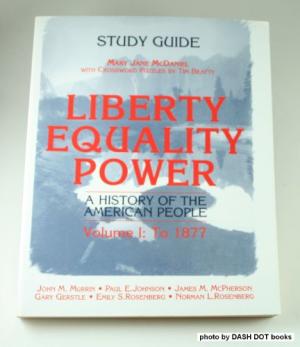 STUDY GUIDE
MARY JANE MCDANIEL
WITH CROSSWORD PUZZLES BY TIM BEATTY
LIBERTY
EQUALITY
POWER
A HISTORY OF THE
AMERICAN PEOPLE
Volume I: To 1877
JOHN M. MURRIN • PAUL E. JOHNSON • JAMES M. MCPHERSON
GARY GERSTLE • EMILY S. ROSENBERG • NORMAN L. ROSENBERG
photo by DASH DOT books